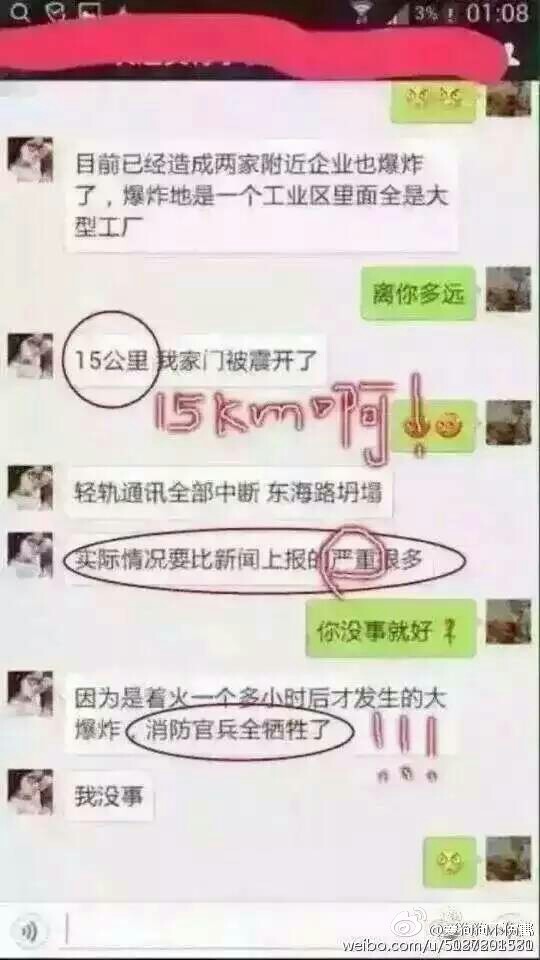 3%
01:08
目前已经造成两家附近企业也爆炸
了，爆炸地是一个工业区里面全是大
型工厂
离你多远
15公里 我家门被震开了
15km啊！
轻轨通讯全部中断 东海路坍塌
实际情况要比新闻上报的严重很多
你没事就好
因为是着火一个多小时后才发生的大
爆炸，消防官兵全牺牲了
！！！
我没事